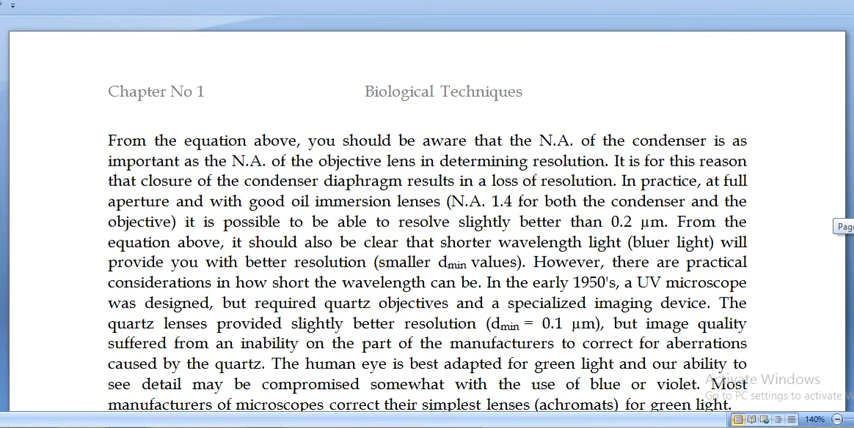 Chapter No 1 Biological Techniques
From the equation above, you should be aware that the N.A. of the condenser is as
important as the N.A. of the objective lens in determining resolution. It is for this reason
that closure of the condenser diaphragm results in a loss of resolution. In practice, at full
aperture and with good oil immersion lenses (N.A. 1.4 for both the condenser and the
objective) it is possible to be able to resolve slightly better than 0.2 µm. From the
equation above, it should also be clear that shorter wavelength light (bluer light) will
provide you with better resolution (smaller dmin values). However, there are practical
considerations in how short the wavelength can be. In the early 1950's, a UV microscope
was designed, but required quartz objectives and a specialized imaging device. The
quartz lenses provided slightly better resolution (dmin = 0.1 µm), but image quality
suffered from an inability on the part of the manufacturers to correct for aberrations
caused by the quartz. The human eye is best adapted for green light and our ability to
see detail may be compromised somewhat with the use of blue or violet. Most
manufacturers of microscopes correct their simplest lenses (achromats) for green light.
Activate Windows
Go to PC settings to activate W
140%